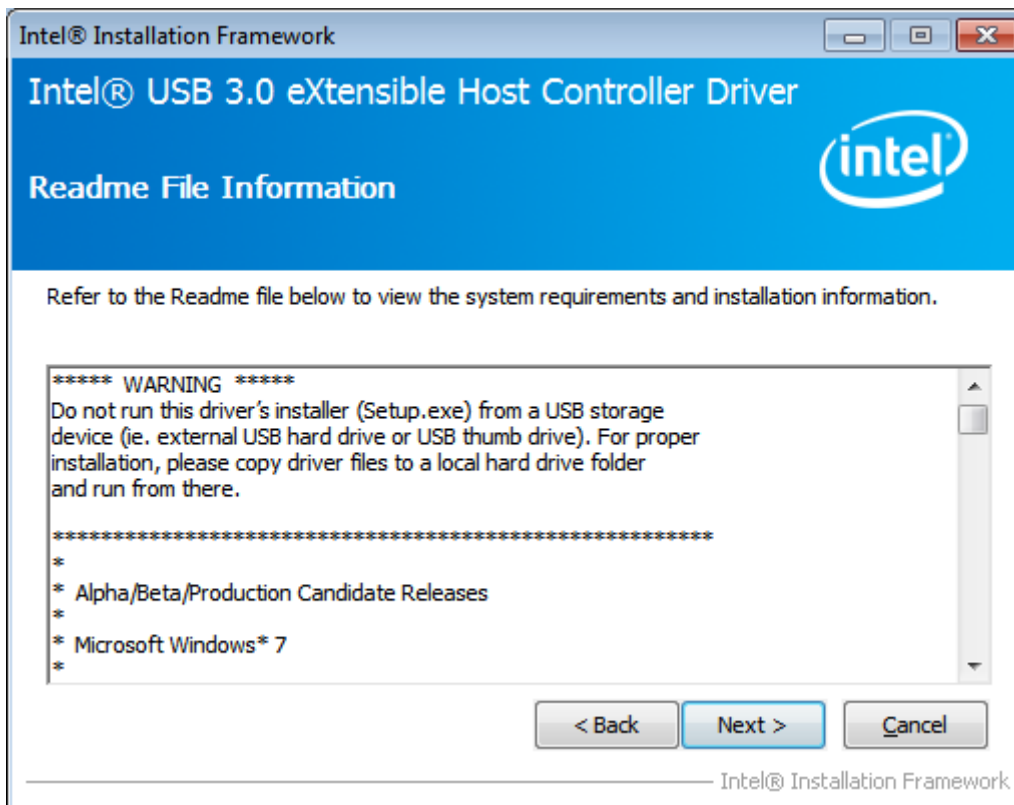 Intel® Installation Framework
Intel® USB 3.0 eXtensible Host Controller Driver
intel
Readme File Information
Refer to the Readme file below to view the system requirements and installation information.
***** WARNING *****
Do not run this driver's installer (Setup.exe) from a USB storage
device (ie. external USB hard drive or USB thumb drive). For proper
installation, please copy driver files to a local hard drive folder
and run from there.
*******************************************************
*
* Alpha/Beta/Production Candidate Releases
*
* Microsoft Windows* 7
*
< Back
Next >
Cancel
Intel® Installation Framework